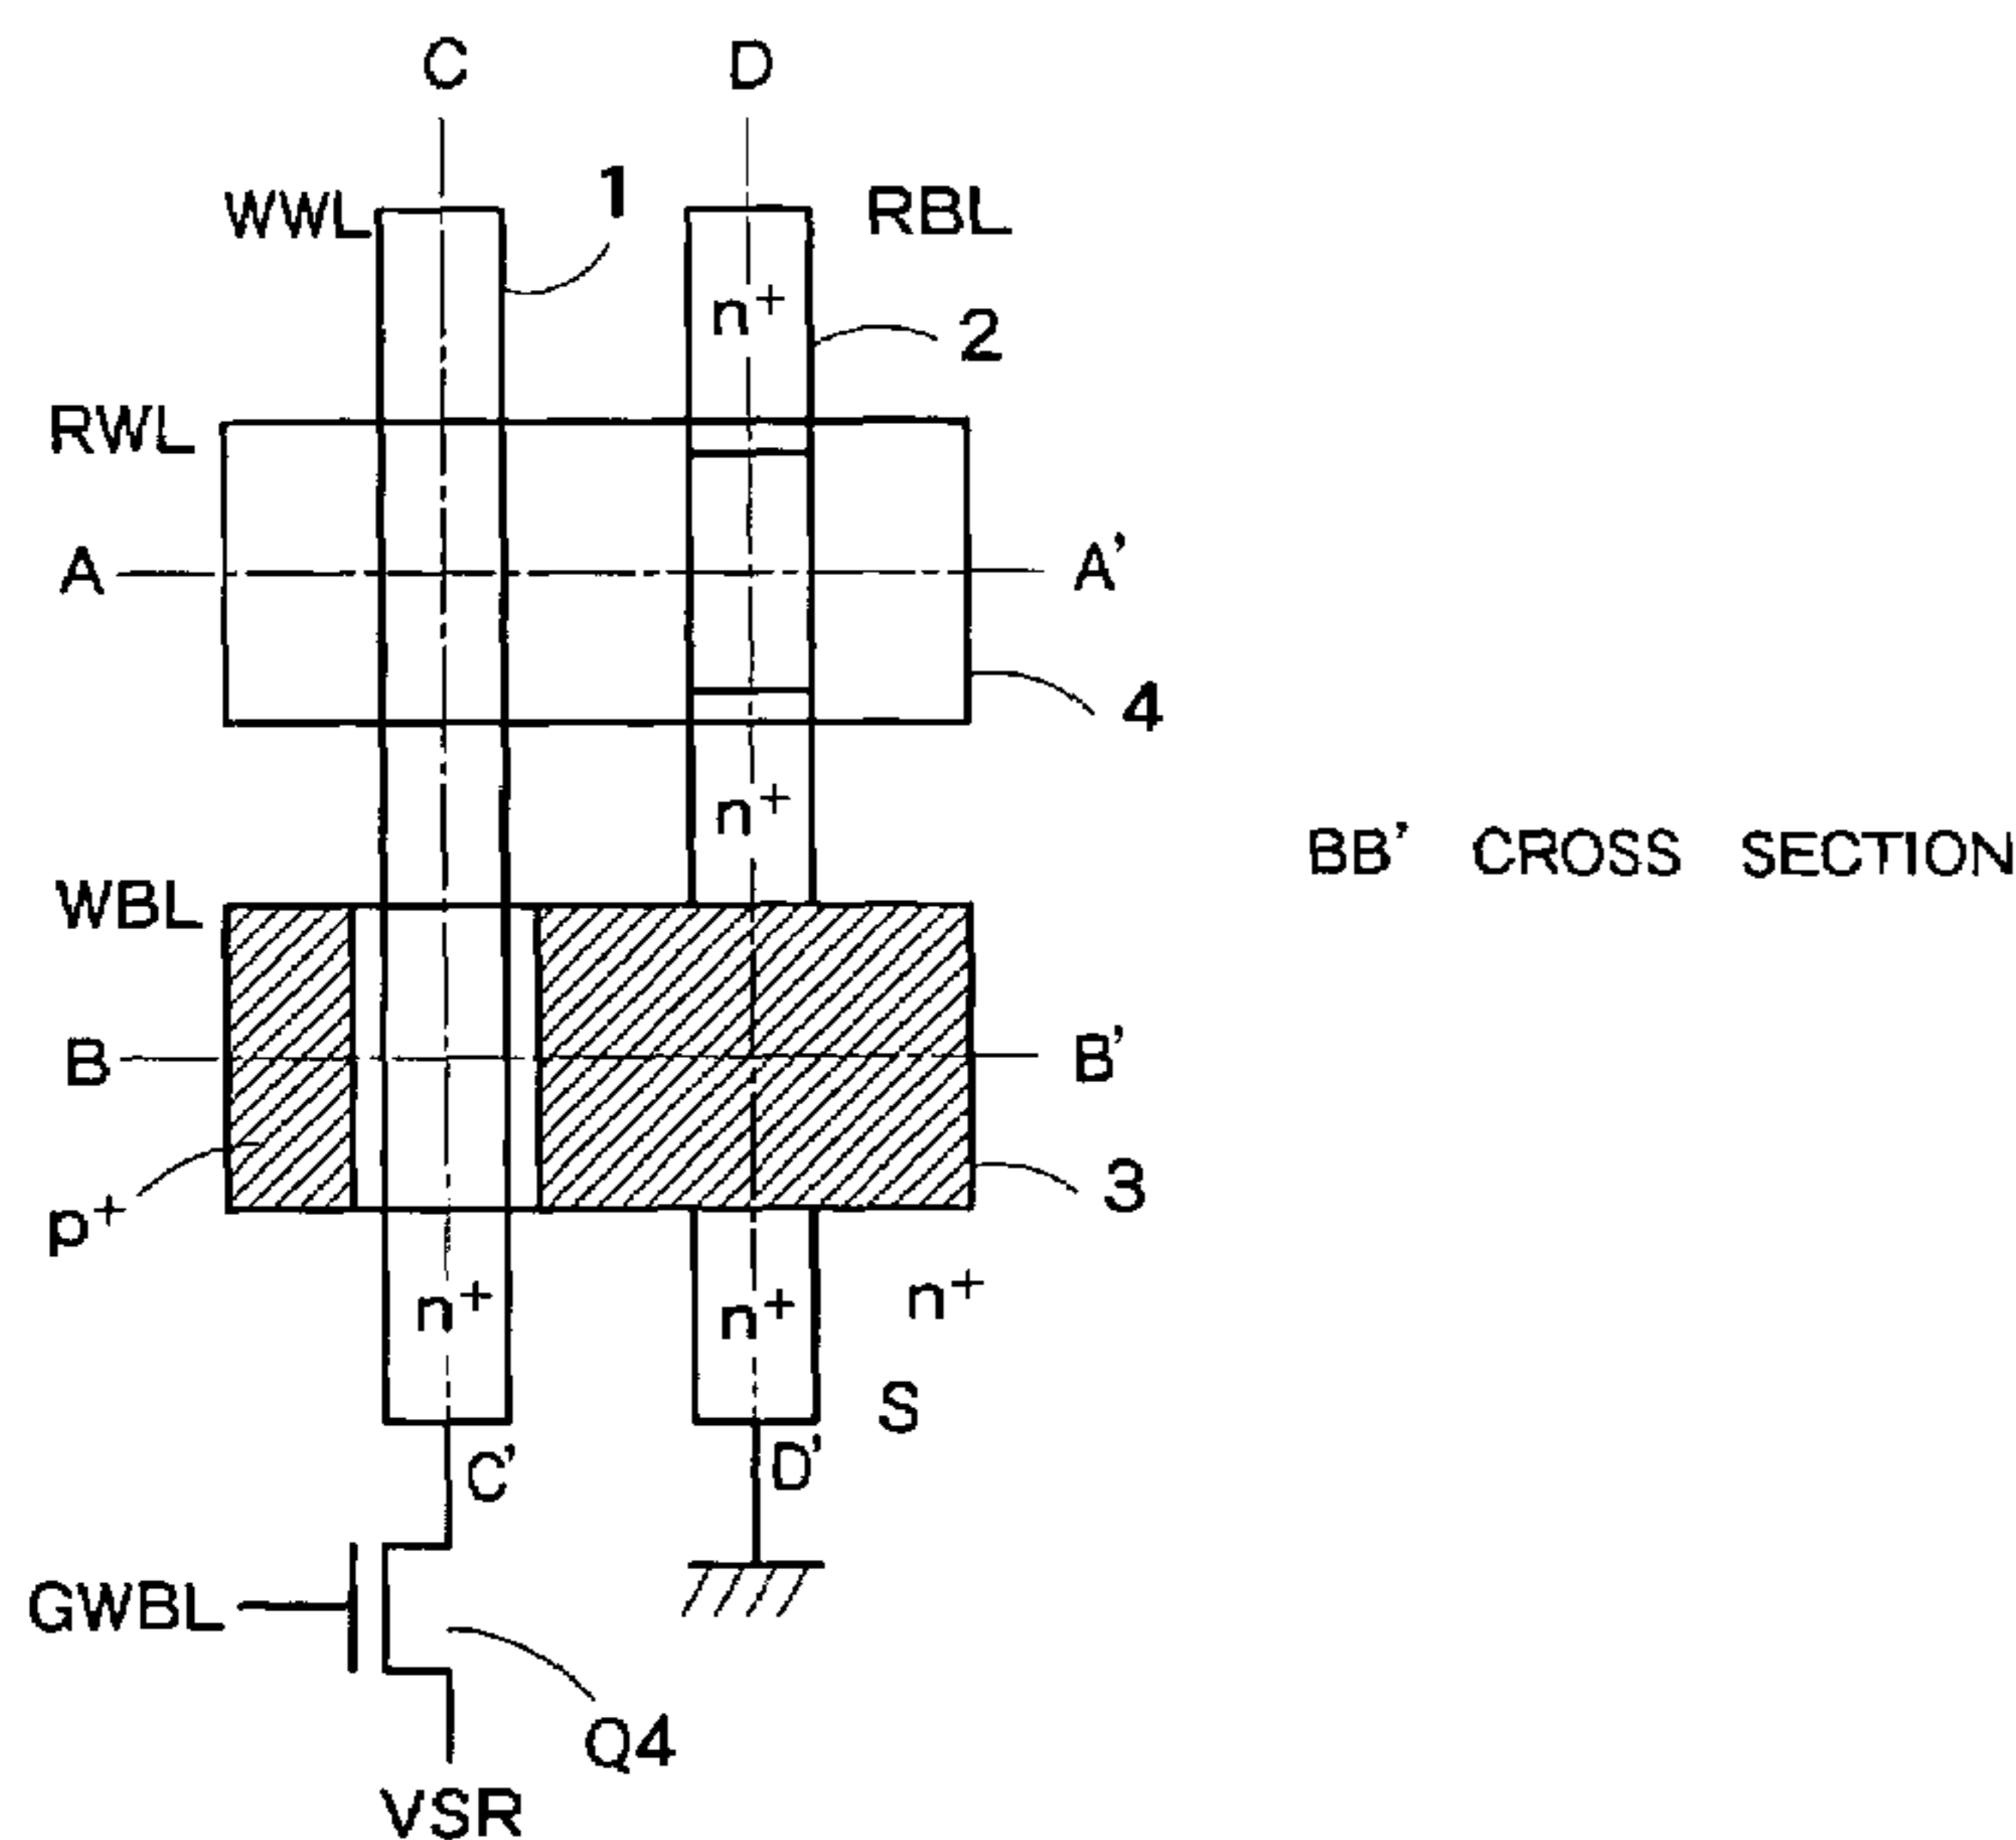 C D
WWL 1 RBL
n+ 2
RWL
A A'
4
n+
BB' CROSS SECTION
WBL
B B'
p+ 3
n+ n+ n+
S
C' D'
GWBL
Q4
VSR